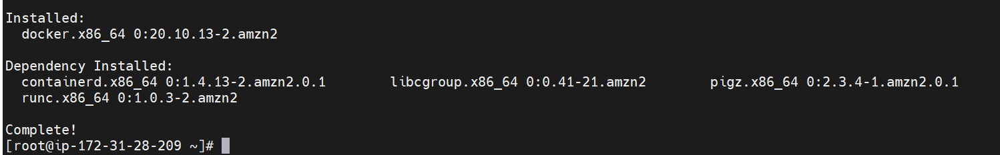 Installed:
  docker.x86_64 0:20.10.13-2.amzn2
Dependency Installed:
  containerd.x86_64 0:1.4.13-2.amzn2.0.1        libcgroup.x86_64 0:0.41-21.amzn2        pigz.x86_64 0:2.3.4-1.amzn2.0.1
  runc.x86_64 0:1.0.3-2.amzn2
Complete!
[root@ip-172-31-28-209 ~]#